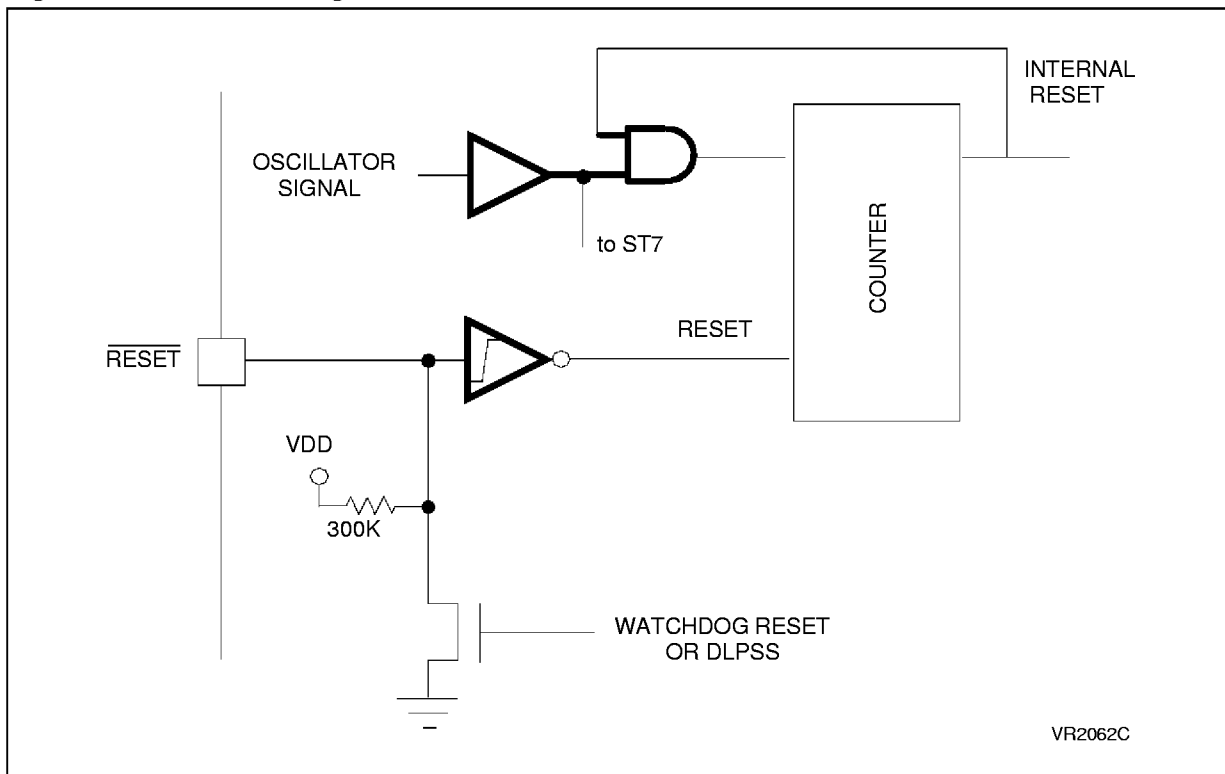 INTERNAL
RESET
OSCILLATOR
SIGNAL
to ST7
COUNTER
RESET
RESET
VDD
300K
WATCHDOG RESET
OR DLPSS
VR2062C